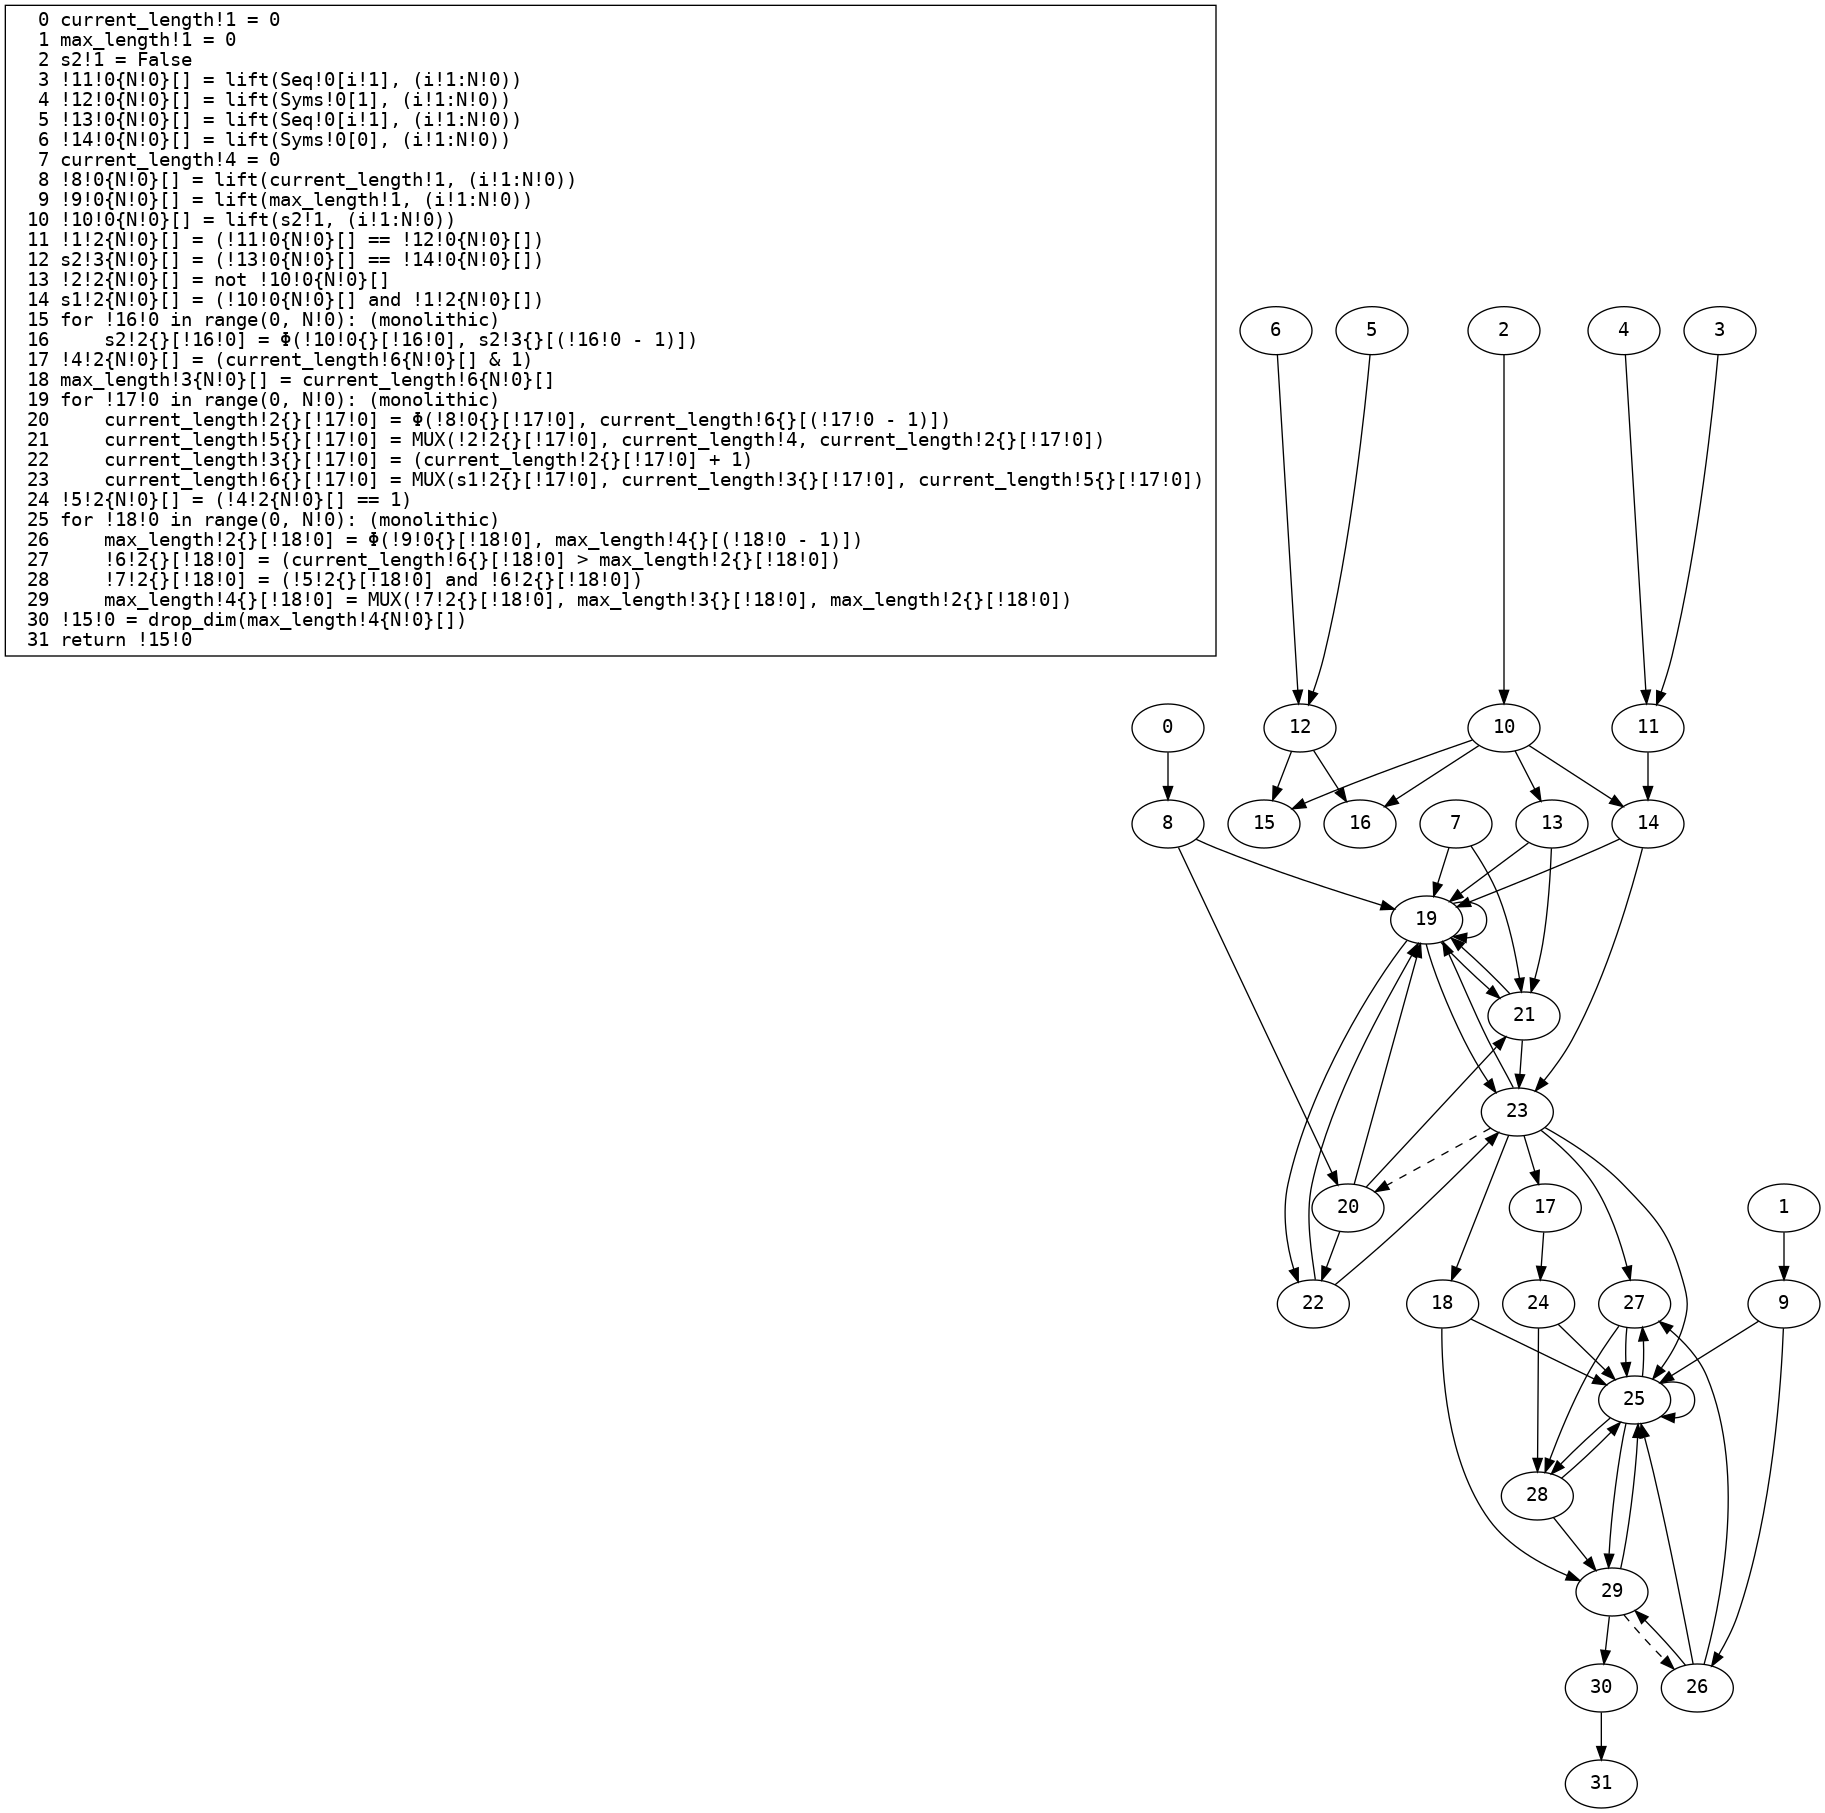 0 current_length!1 = 0
1 max_length!1 = 0
2 s2!1 = False
3 !11!0{N!0}[] = lift(Seq!0[i!1], (i!1:N!0))
4 !12!0{N!0}[] = lift(Syms!0[1], (i!1:N!0))
5 !13!0{N!0}[] = lift(Seq!0[i!1], (i!1:N!0))
6 !14!0{N!0}[] = lift(Syms!0[0], (i!1:N!0))
7 current_length!4 = 0
8 !8!0{N!0}[] = lift(current_length!1, (i!1:N!0))
9 !9!0{N!0}[] = lift(max_length!1, (i!1:N!0))
10 !10!0{N!0}[] = lift(s2!1, (i!1:N!0))
11 !1!2{N!0}[] = (!11!0{N!0}[] == !12!0{N!0}[])
12 s2!3{N!0}[] = (!13!0{N!0}[] == !14!0{N!0}[])
13 !2!2{N!0}[] = not !10!0{N!0}[]
14 s1!2{N!0}[] = (!10!0{N!0}[] and !1!2{N!0}[])
15 for !16!0 in range(0, N!0): (monolithic)
16     s2!2{}[!16!0] = Φ(!10!0{}[!16!0], s2!3{}[(!16!0 - 1)])
17 !4!2{N!0}[] = (current_length!6{N!0}[] & 1)
18 max_length!3{N!0}[] = current_length!6{N!0}[]
19 for !17!0 in range(0, N!0): (monolithic)
20     current_length!2{}[!17!0] = Φ(!8!0{}[!17!0], current_length!6{}[(!17!0 - 1)])
21     current_length!5{}[!17!0] = MUX(!2!2{}[!17!0], current_length!4, current_length!2{}[!17!0])
22     current_length!3{}[!17!0] = (current_length!2{}[!17!0] + 1)
23     current_length!6{}[!17!0] = MUX(s1!2{}[!17!0], current_length!3{}[!17!0], current_length!5{}[!17!0])
24 !5!2{N!0}[] = (!4!2{N!0}[] == 1)
25 for !18!0 in range(0, N!0): (monolithic)
26     max_length!2{}[!18!0] = Φ(!9!0{}[!18!0], max_length!4{}[(!18!0 - 1)])
27     !6!2{}[!18!0] = (current_length!6{}[!18!0] > max_length!2{}[!18!0])
28     !7!2{}[!18!0] = (!5!2{}[!18!0] and !6!2{}[!18!0])
29     max_length!4{}[!18!0] = MUX(!7!2{}[!18!0], max_length!3{}[!18!0], max_length!2{}[!18!0])
30 !15!0 = drop_dim(max_length!4{N!0}[])
31 return !15!0
6 5 2 4 3
0 12 10 11
8 15 16 7 13 14
19
21
23
20 17 1
22 18 24 27 9
25
28
29
30 26
31